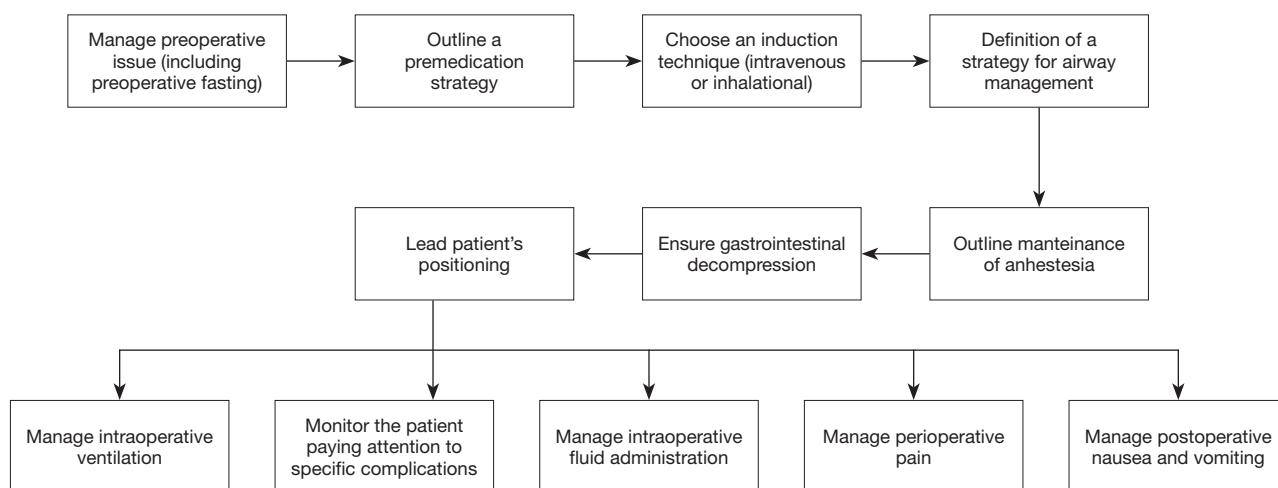 Manage preoperative
issue (including
preoperative fasting)
Outline a
premedication
strategy
Choose an induction
technique (intravenous
or inhalational)
Definition of a
strategy for airway
management
Lead patient’s
positioning
Ensure gastrointestinal
decompression
Outline manteinance
of anhestesia
Manage intraoperative
ventilation
Monitor the patient
paying attention to
specific complications
Manage intraoperative
fluid administration
Manage perioperative
pain
Manage postoperative
nausea and vomiting